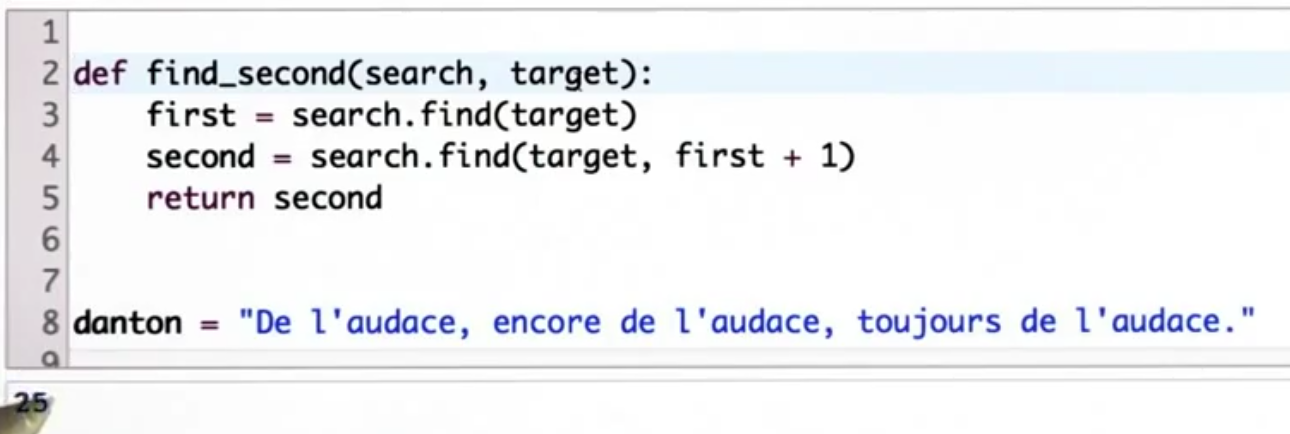 1
2 def find_second(search, target):
3     first = search.find(target)
4     second = search.find(target, first + 1)
5     return second
6
7
8 danton = "De l'audace, encore de l'audace, toujours de l'audace."
9
25